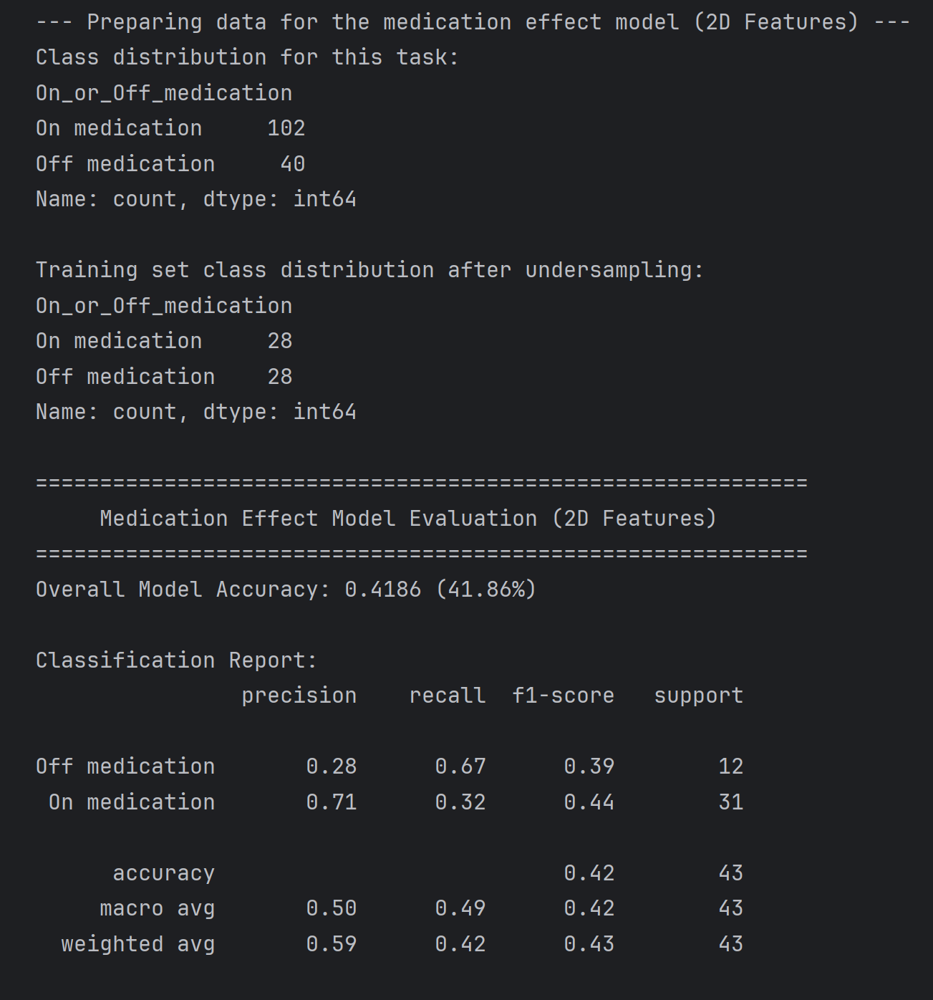 --- Preparing data for the medication effect model (2D Features) ---
Class distribution for this task:
On_or_Off_medication
On medication     102
Off medication     40
Name: count, dtype: int64

Training set class distribution after undersampling:
On_or_Off_medication
On medication     28
Off medication    28
Name: count, dtype: int64

============================================================
     Medication Effect Model Evaluation (2D Features)
============================================================
Overall Model Accuracy: 0.4186 (41.86%)

Classification Report:
                precision    recall  f1-score   support

Off medication       0.28      0.67      0.39        12
 On medication       0.71      0.32      0.44        31

      accuracy                           0.42        43
     macro avg       0.50      0.49      0.42        43
  weighted avg       0.59      0.42      0.43        43